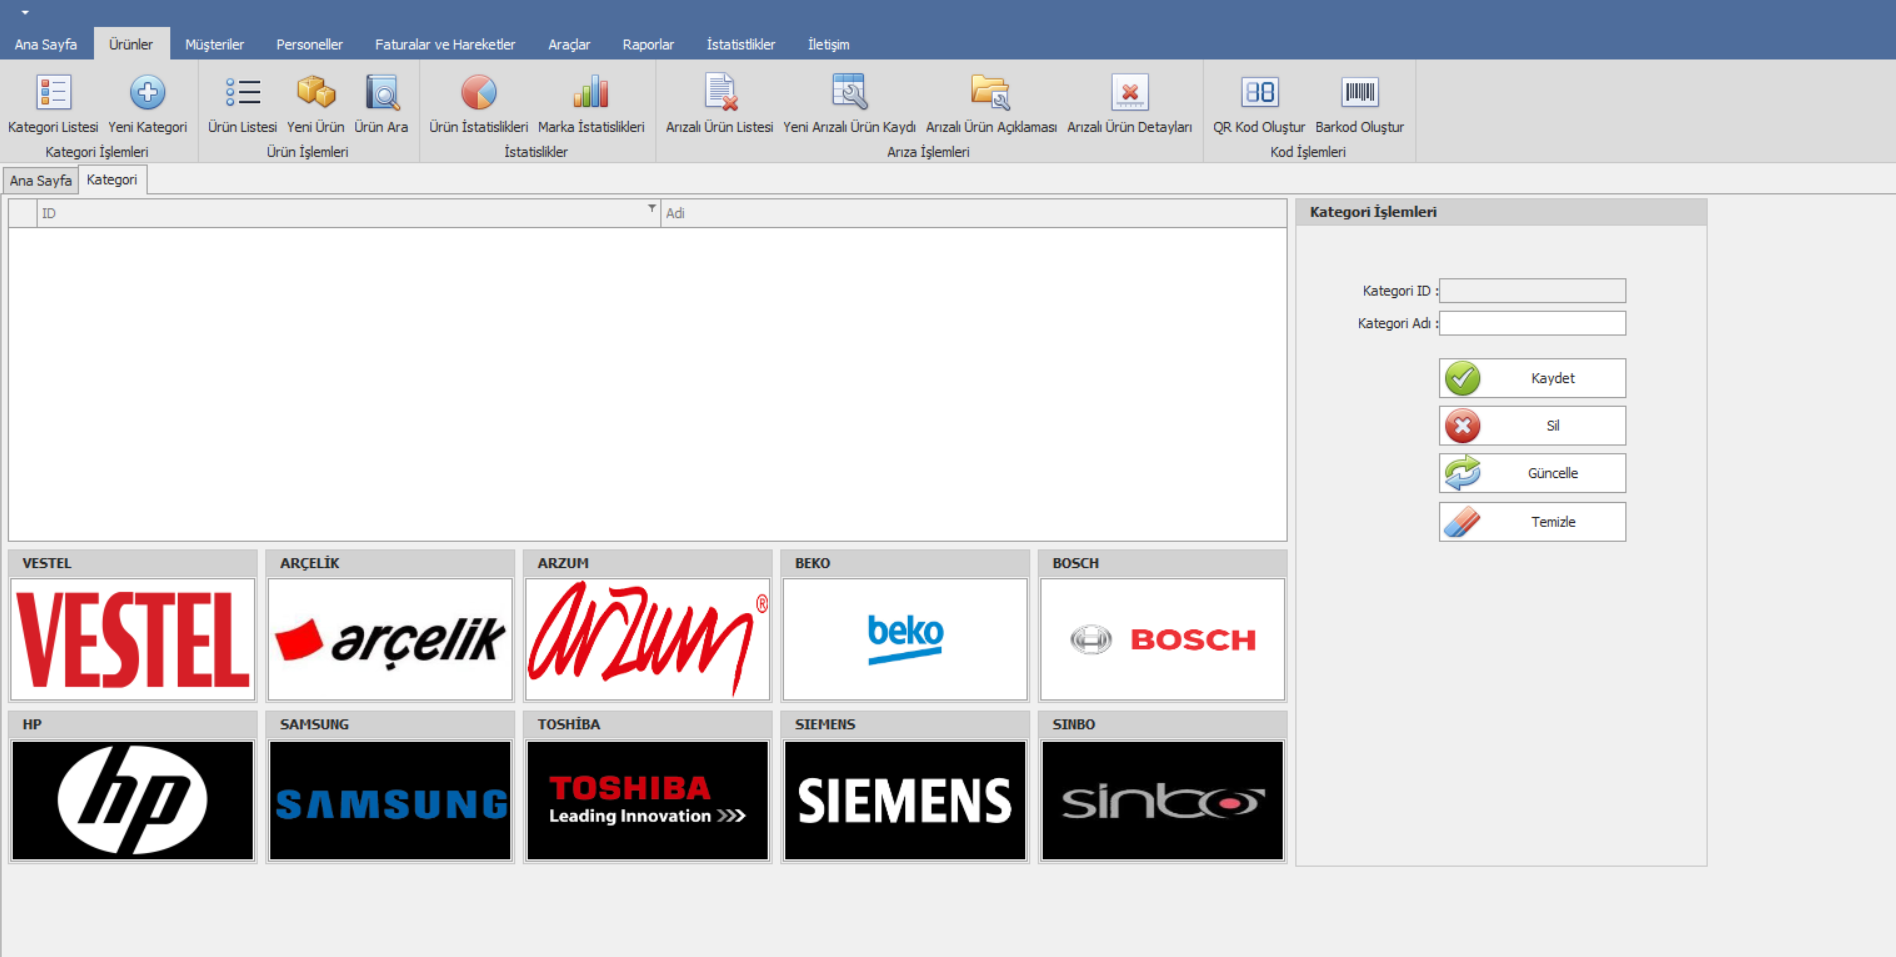 Ana Sayfa Ürünler Müşteriler Personeller Faturalar ve Hareketler Araçlar Raporlar İstatistlikler İletişim
Kategori Listesi Yeni Kategori Ürün Listesi Yeni Ürün Ürün Ara Ürün İstatislikleri Marka İstatislikleri Arızalı Ürün Listesi Yeni Arızalı Ürün Kaydı Arızalı Ürün Açıklaması Arızalı Ürün Detayları QR Kod Oluştur Barkod Oluştur
Kategori İşlemleri Ürün İşlemleri İstatislikler Arıza İşlemleri Kod İşlemleri
Ana Sayfa Kategori
ID Adi
Kategori İşlemleri
Kategori ID :
Kategori Adı :
Kaydet
Sil
Güncelle
Temizle
VESTEL ARÇELİK ARZUM BEKO BOSCH
VESTEL arçelik arzum® beko BOSCH
HP SAMSUNG TOSHİBA SIEMENS SINBO
hp SAMSUNG TOSHIBA SIEMENS sinbo
Leading Innovation >>>